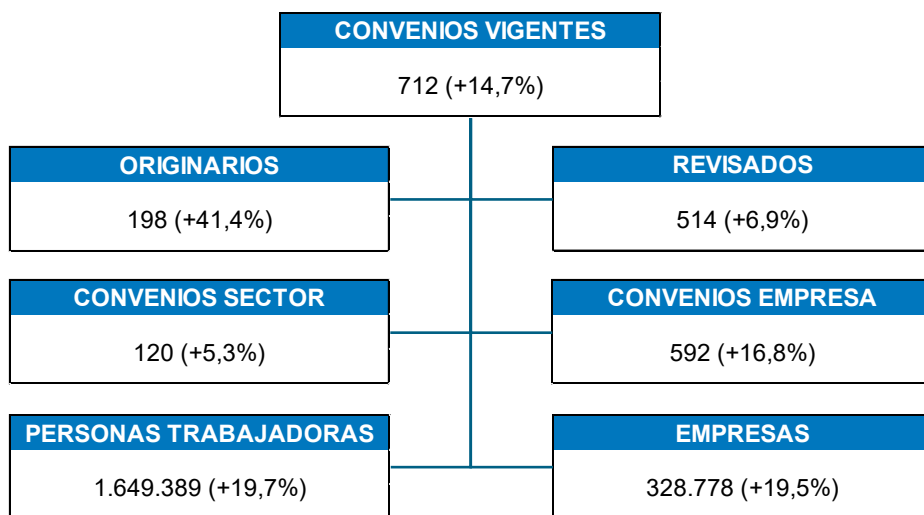 CONVENIOS VIGENTES
712 (+14,7%)
ORIGINARIOS
198 (+41,4%)
REVISADOS
514 (+6,9%)
CONVENIOS SECTOR
120 (+5,3%)
CONVENIOS EMPRESA
592 (+16,8%)
PERSONAS TRABAJADORAS
1.649.389 (+19,7%)
EMPRESAS
328.778 (+19,5%)